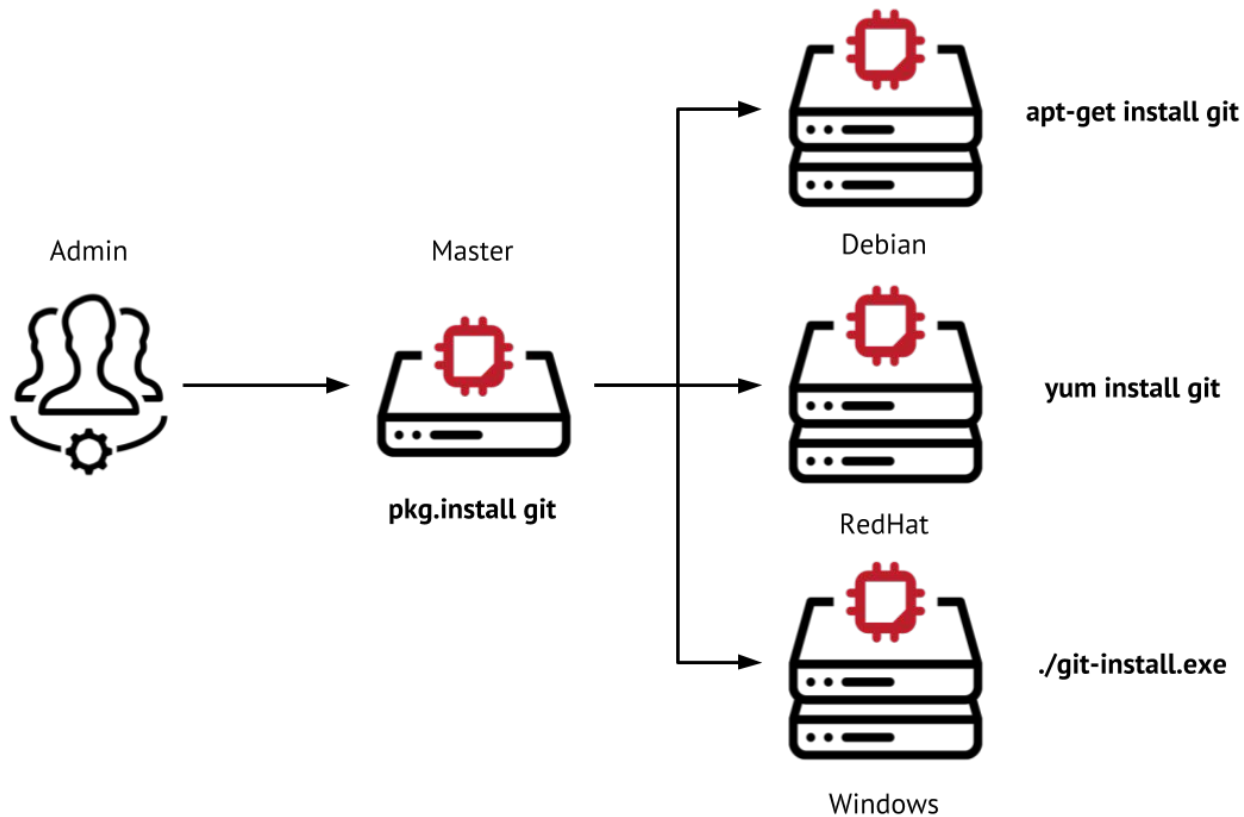 Admin
Master
pkg.install git
Debian
apt-get install git
RedHat
yum install git
Windows
./git-install.exe